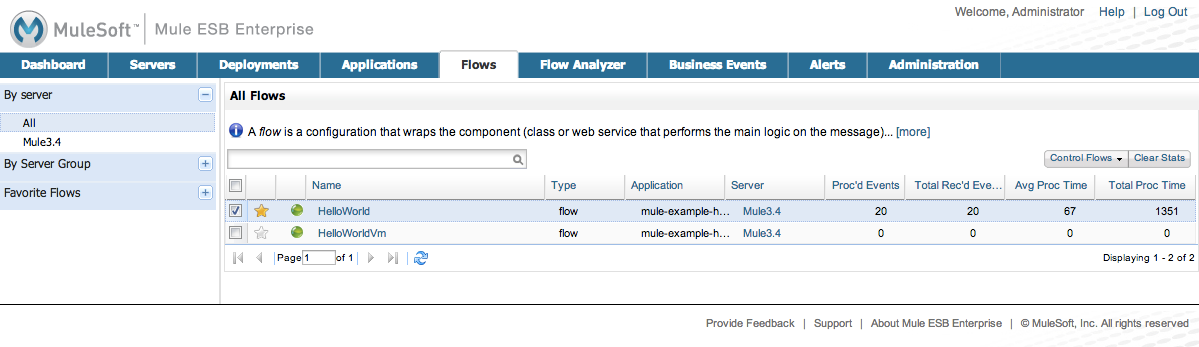 Welcome, Administrator Help | Log Out
MuleSoft™ | Mule ESB Enterprise
Dashboard Servers Deployments Applications Flows Flow Analyzer Business Events Alerts Administration
By server
All
Mule3.4
By Server Group
Favorite Flows
All Flows
A flow is a configuration that wraps the component (class or web service that performs the main logic on the message)... [more]
Control Flows Clear Stats
Name Type Application Server Proc'd Events Total Rec'd Eve... Avg Proc Time Total Proc Time
HelloWorld flow mule-example-h... Mule3.4 20 20 67 1351
HelloWorldVm flow mule-example-h... Mule3.4 0 0 0 0
Page 1 of 1 Displaying 1 - 2 of 2
Provide Feedback | Support | About Mule ESB Enterprise | © MuleSoft, Inc. All rights reserved